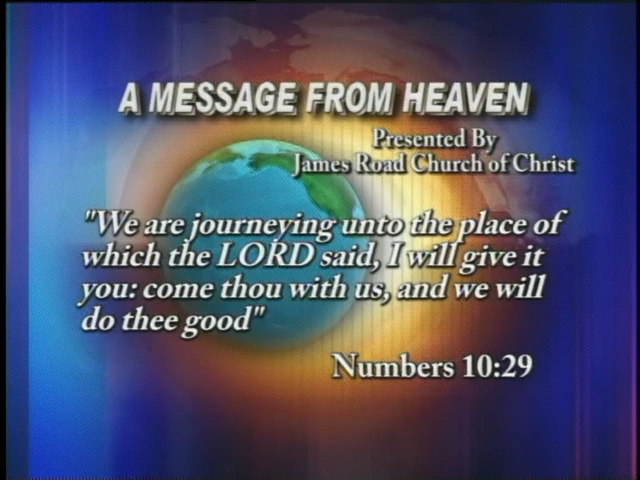 A MESSAGE FROM HEAVEN
Presented By
James Road Church of Christ
"We are journeying unto the place of
which the LORD said, I will give it
you: come thou with us, and we will
do thee good"
Numbers 10:29